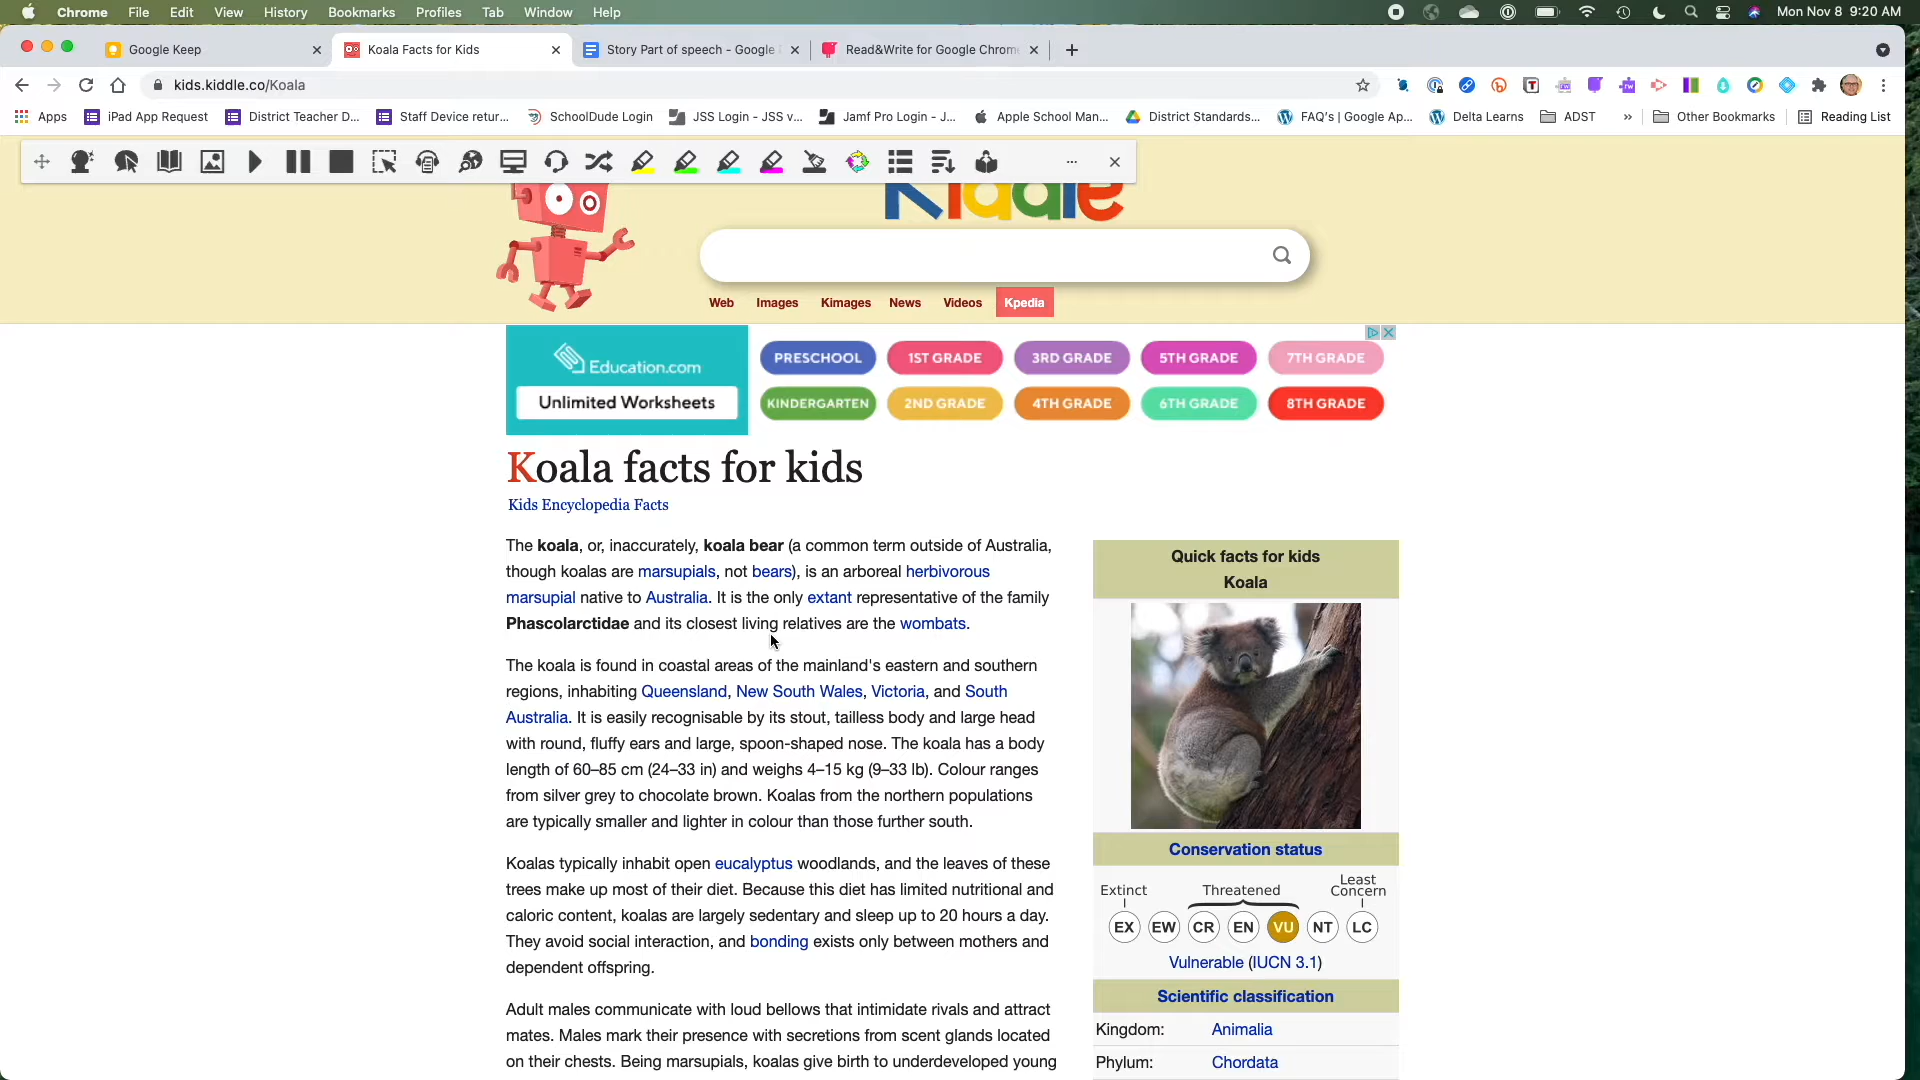 Chrome File Edit View History Bookmarks Profiles Tab Window Help Mon Nov 8 9:20 AM
Google Keep Koala Facts for Kids Story Part of speech - Google Read&Write for Google Chrom
kids.kiddle.co/Koala
Apps iPad App Request District Teacher D... Staff Device retur... SchoolDude Login JSS Login - JSS v... Jamf Pro Login - J... Apple School Man... District Standards... FAQ's | Google Ap... Delta Learns ADST » Other Bookmarks Reading List
Kiddle
Web Images Kimages News Videos Kpedia
Education.com
Unlimited Worksheets
PRESCHOOL 1ST GRADE 3RD GRADE 5TH GRADE 7TH GRADE
KINDERGARTEN 2ND GRADE 4TH GRADE 6TH GRADE 8TH GRADE
Koala facts for kids
Kids Encyclopedia Facts
The koala, or, inaccurately, koala bear (a common term outside of Australia,
though koalas are marsupials, not bears), is an arboreal herbivorous
marsupial native to Australia. It is the only extant representative of the family
Phascolarctidae and its closest living relatives are the wombats.
The koala is found in coastal areas of the mainland's eastern and southern
regions, inhabiting Queensland, New South Wales, Victoria, and South
Australia. It is easily recognisable by its stout, tailless body and large head
with round, fluffy ears and large, spoon-shaped nose. The koala has a body
length of 60–85 cm (24–33 in) and weighs 4–15 kg (9–33 lb). Colour ranges
from silver grey to chocolate brown. Koalas from the northern populations
are typically smaller and lighter in colour than those further south.
Koalas typically inhabit open eucalyptus woodlands, and the leaves of these
trees make up most of their diet. Because this diet has limited nutritional and
caloric content, koalas are largely sedentary and sleep up to 20 hours a day.
They avoid social interaction, and bonding exists only between mothers and
dependent offspring.
Adult males communicate with loud bellows that intimidate rivals and attract
mates. Males mark their presence with secretions from scent glands located
on their chests. Being marsupials, koalas give birth to underdeveloped young
Quick facts for kids
Koala
Conservation status
Extinct Threatened Least
Concern
EX EW CR EN VU NT LC
Vulnerable (IUCN 3.1)
Scientific classification
Kingdom: Animalia
Phylum: Chordata